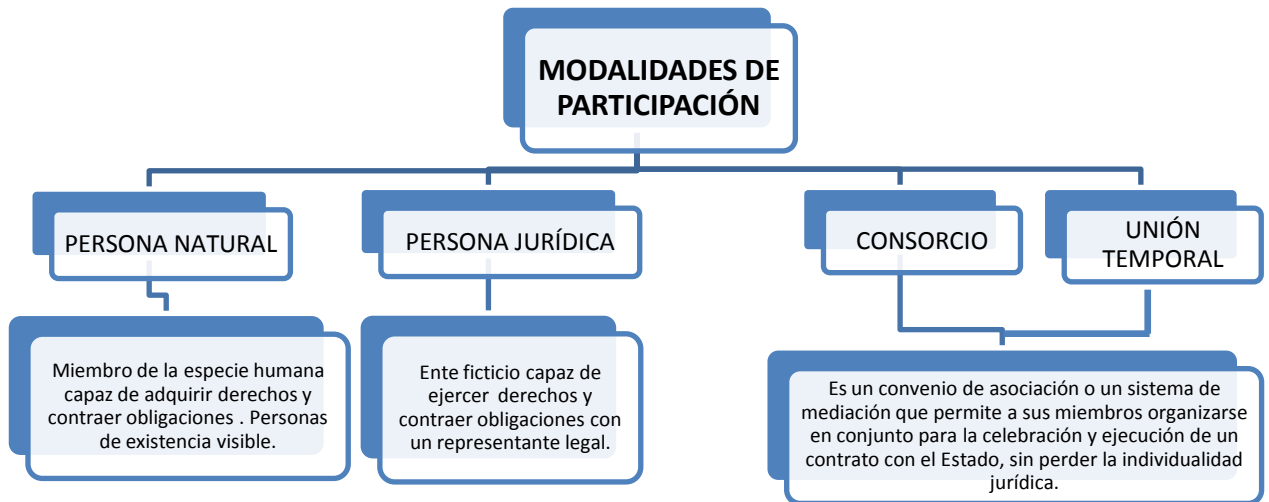 MODALIDADES DE
PARTICIPACIÓN
PERSONA NATURAL
PERSONA JURÍDICA
CONSORCIO
UNIÓN
TEMPORAL
Miembro de la especie humana
capaz de adquirir derechos y
contraer obligaciones . Personas
de existencia visible.
Ente ficticio capaz de
ejercer derechos y
contraer obligaciones con
un representante legal.
Es un convenio de asociación o un sistema de
mediación que permite a sus miembros organizarse
en conjunto para la celebración y ejecución de un
contrato con el Estado, sin perder la individualidad
jurídica.